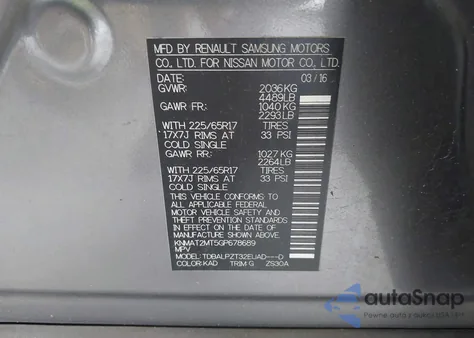 MFD BY RENAULT SAMSUNG MOTORS
CO., LTD. FOR NISSAN MOTOR CO., LTD.
DATE: 03/16
GVWR: 2036KG
4489LB
GAWR FR: 1040KG
2293LB
WITH 225/65R17 TIRES
17X7J RIMS AT 33 PSI
COLD SINGLE
GAWR RR: 1027KG
2264LB
WITH 225/65R17 TIRES
17X7J RIMS AT 33 PSI
COLD SINGLE
THIS VEHICLE CONFORMS TO
ALL APPLICABLE FEDERAL
MOTOR VEHICLE SAFETY AND
THEFT PREVENTION STANDARDS
IN EFFECT ON THE DATE OF
MANUFACTURE SHOWN ABOVE.
KNMAT2MT5GP678689
MPV
MODEL: TDBALPZT32EUAD---D
COLOR:KAD TRIM:G ZS30A
autoSnap
Pewne auto z USA